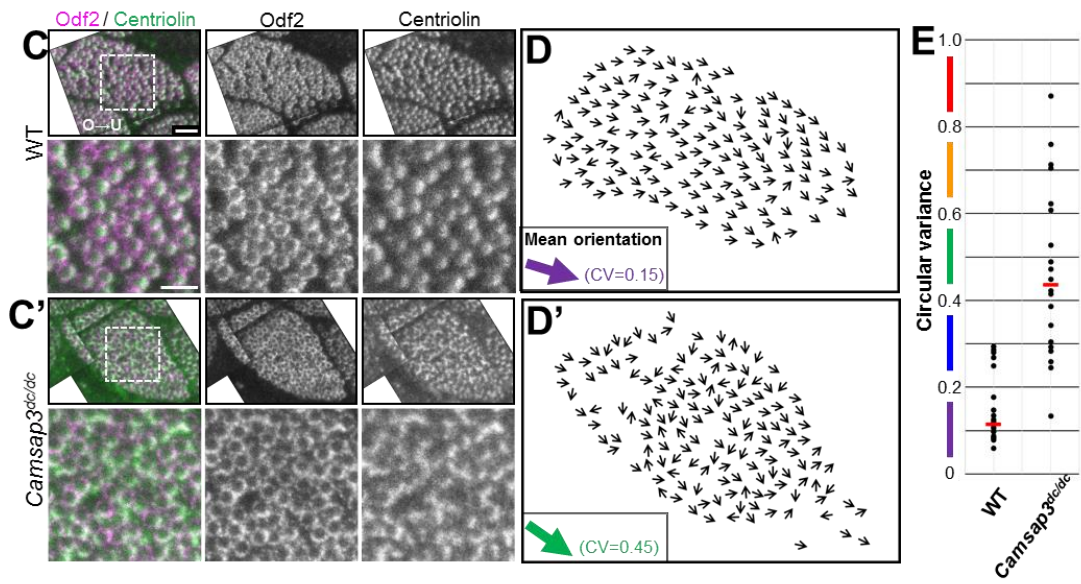 Odf2 / Centriolin
Odf2
Centriolin
C
WT
O→U
D
Mean orientation
(CV=0.15)
C'
Camsap3dc/dc
D'
(CV=0.45)
E
Circular variance
1.0
0.8
0.6
0.4
0.2
0
WT
Camsap3dc/dc